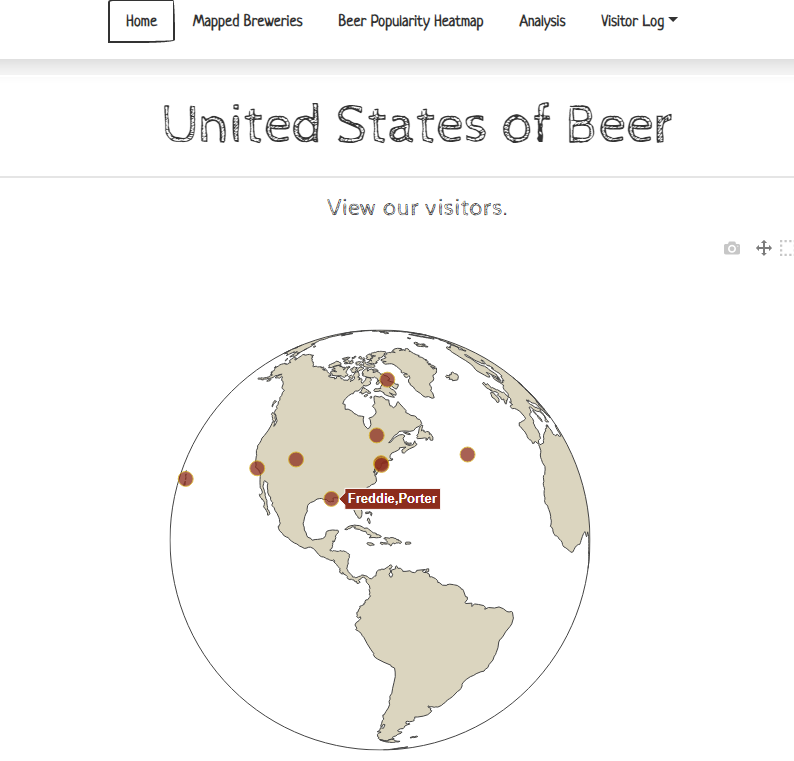 Home Mapped Breweries Beer Popularity Heatmap Analysis Visitor Log
United States of Beer
View our visitors.
Freddie,Porter